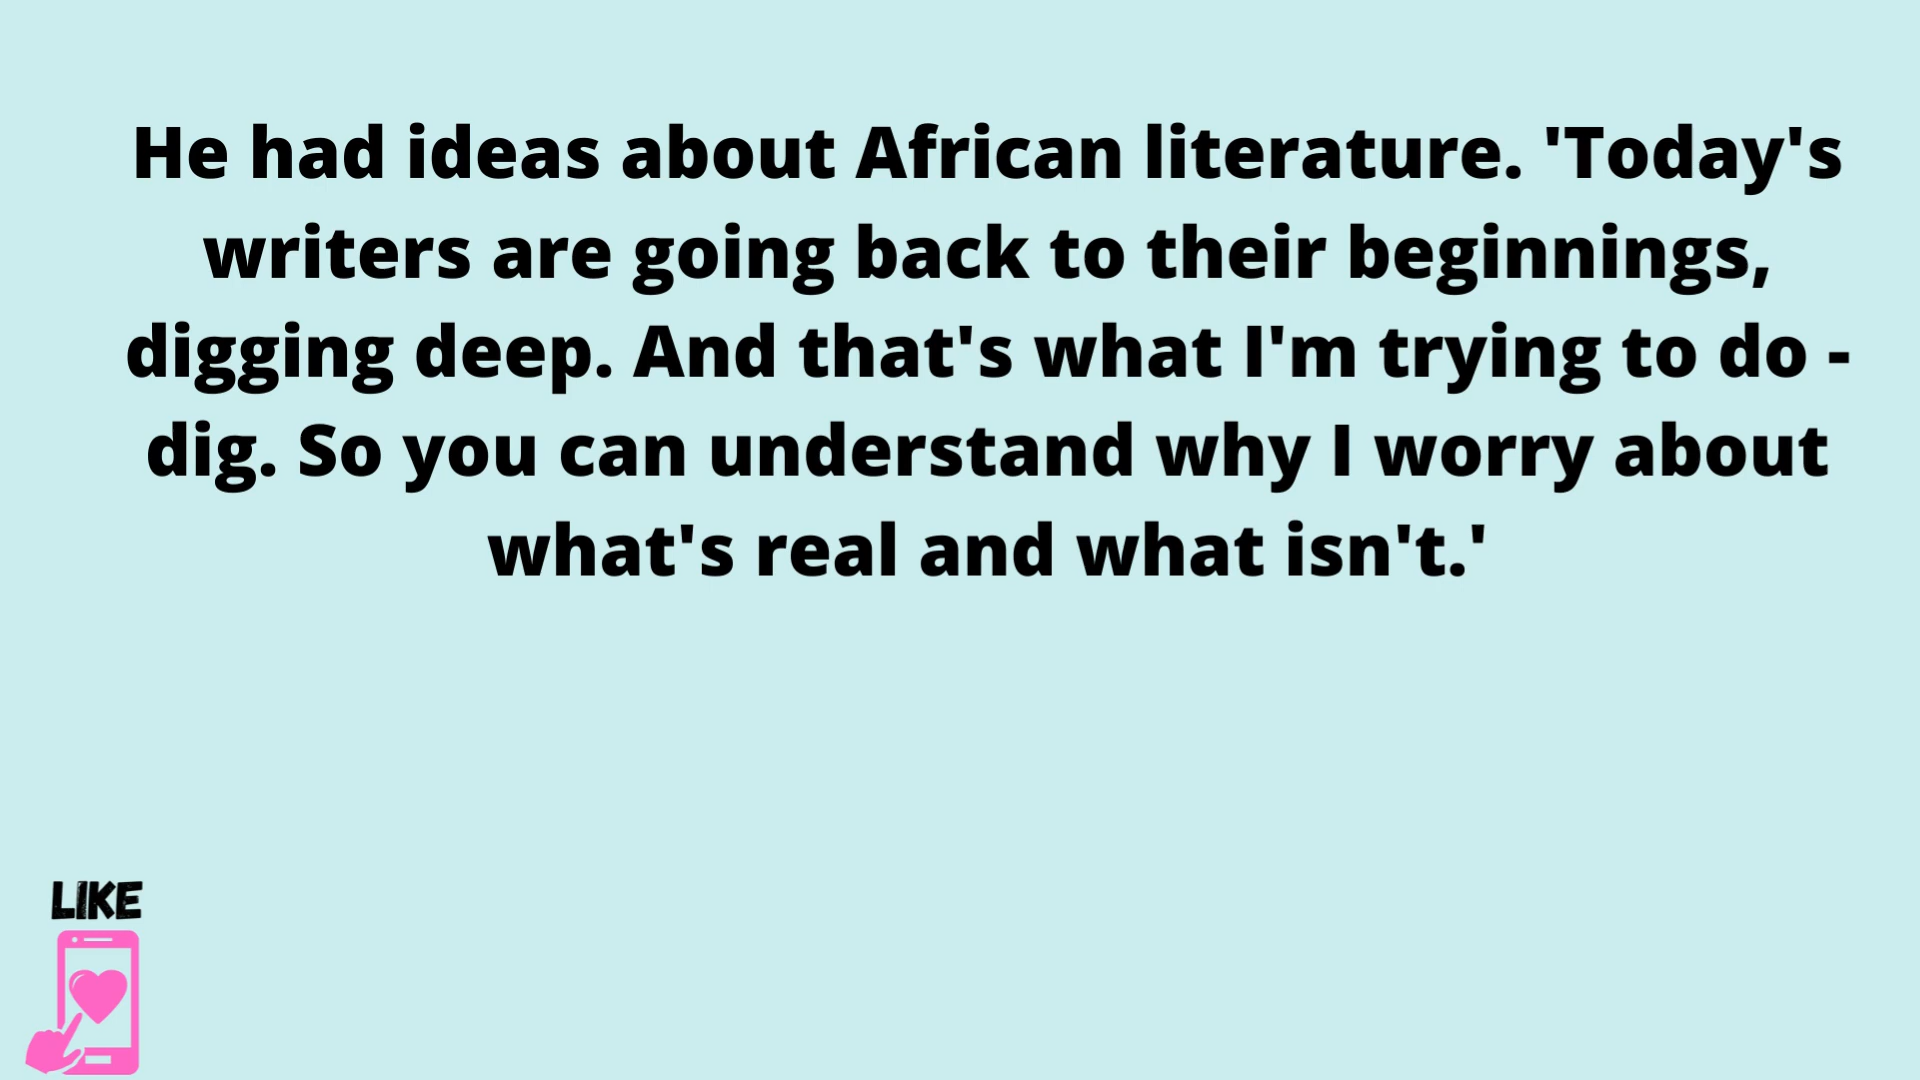 He had ideas about African literature. 'Today's
writers are going back to their beginnings,
digging deep. And that's what I'm trying to do -
dig. So you can understand why I worry about
what's real and what isn't.'
LIKE